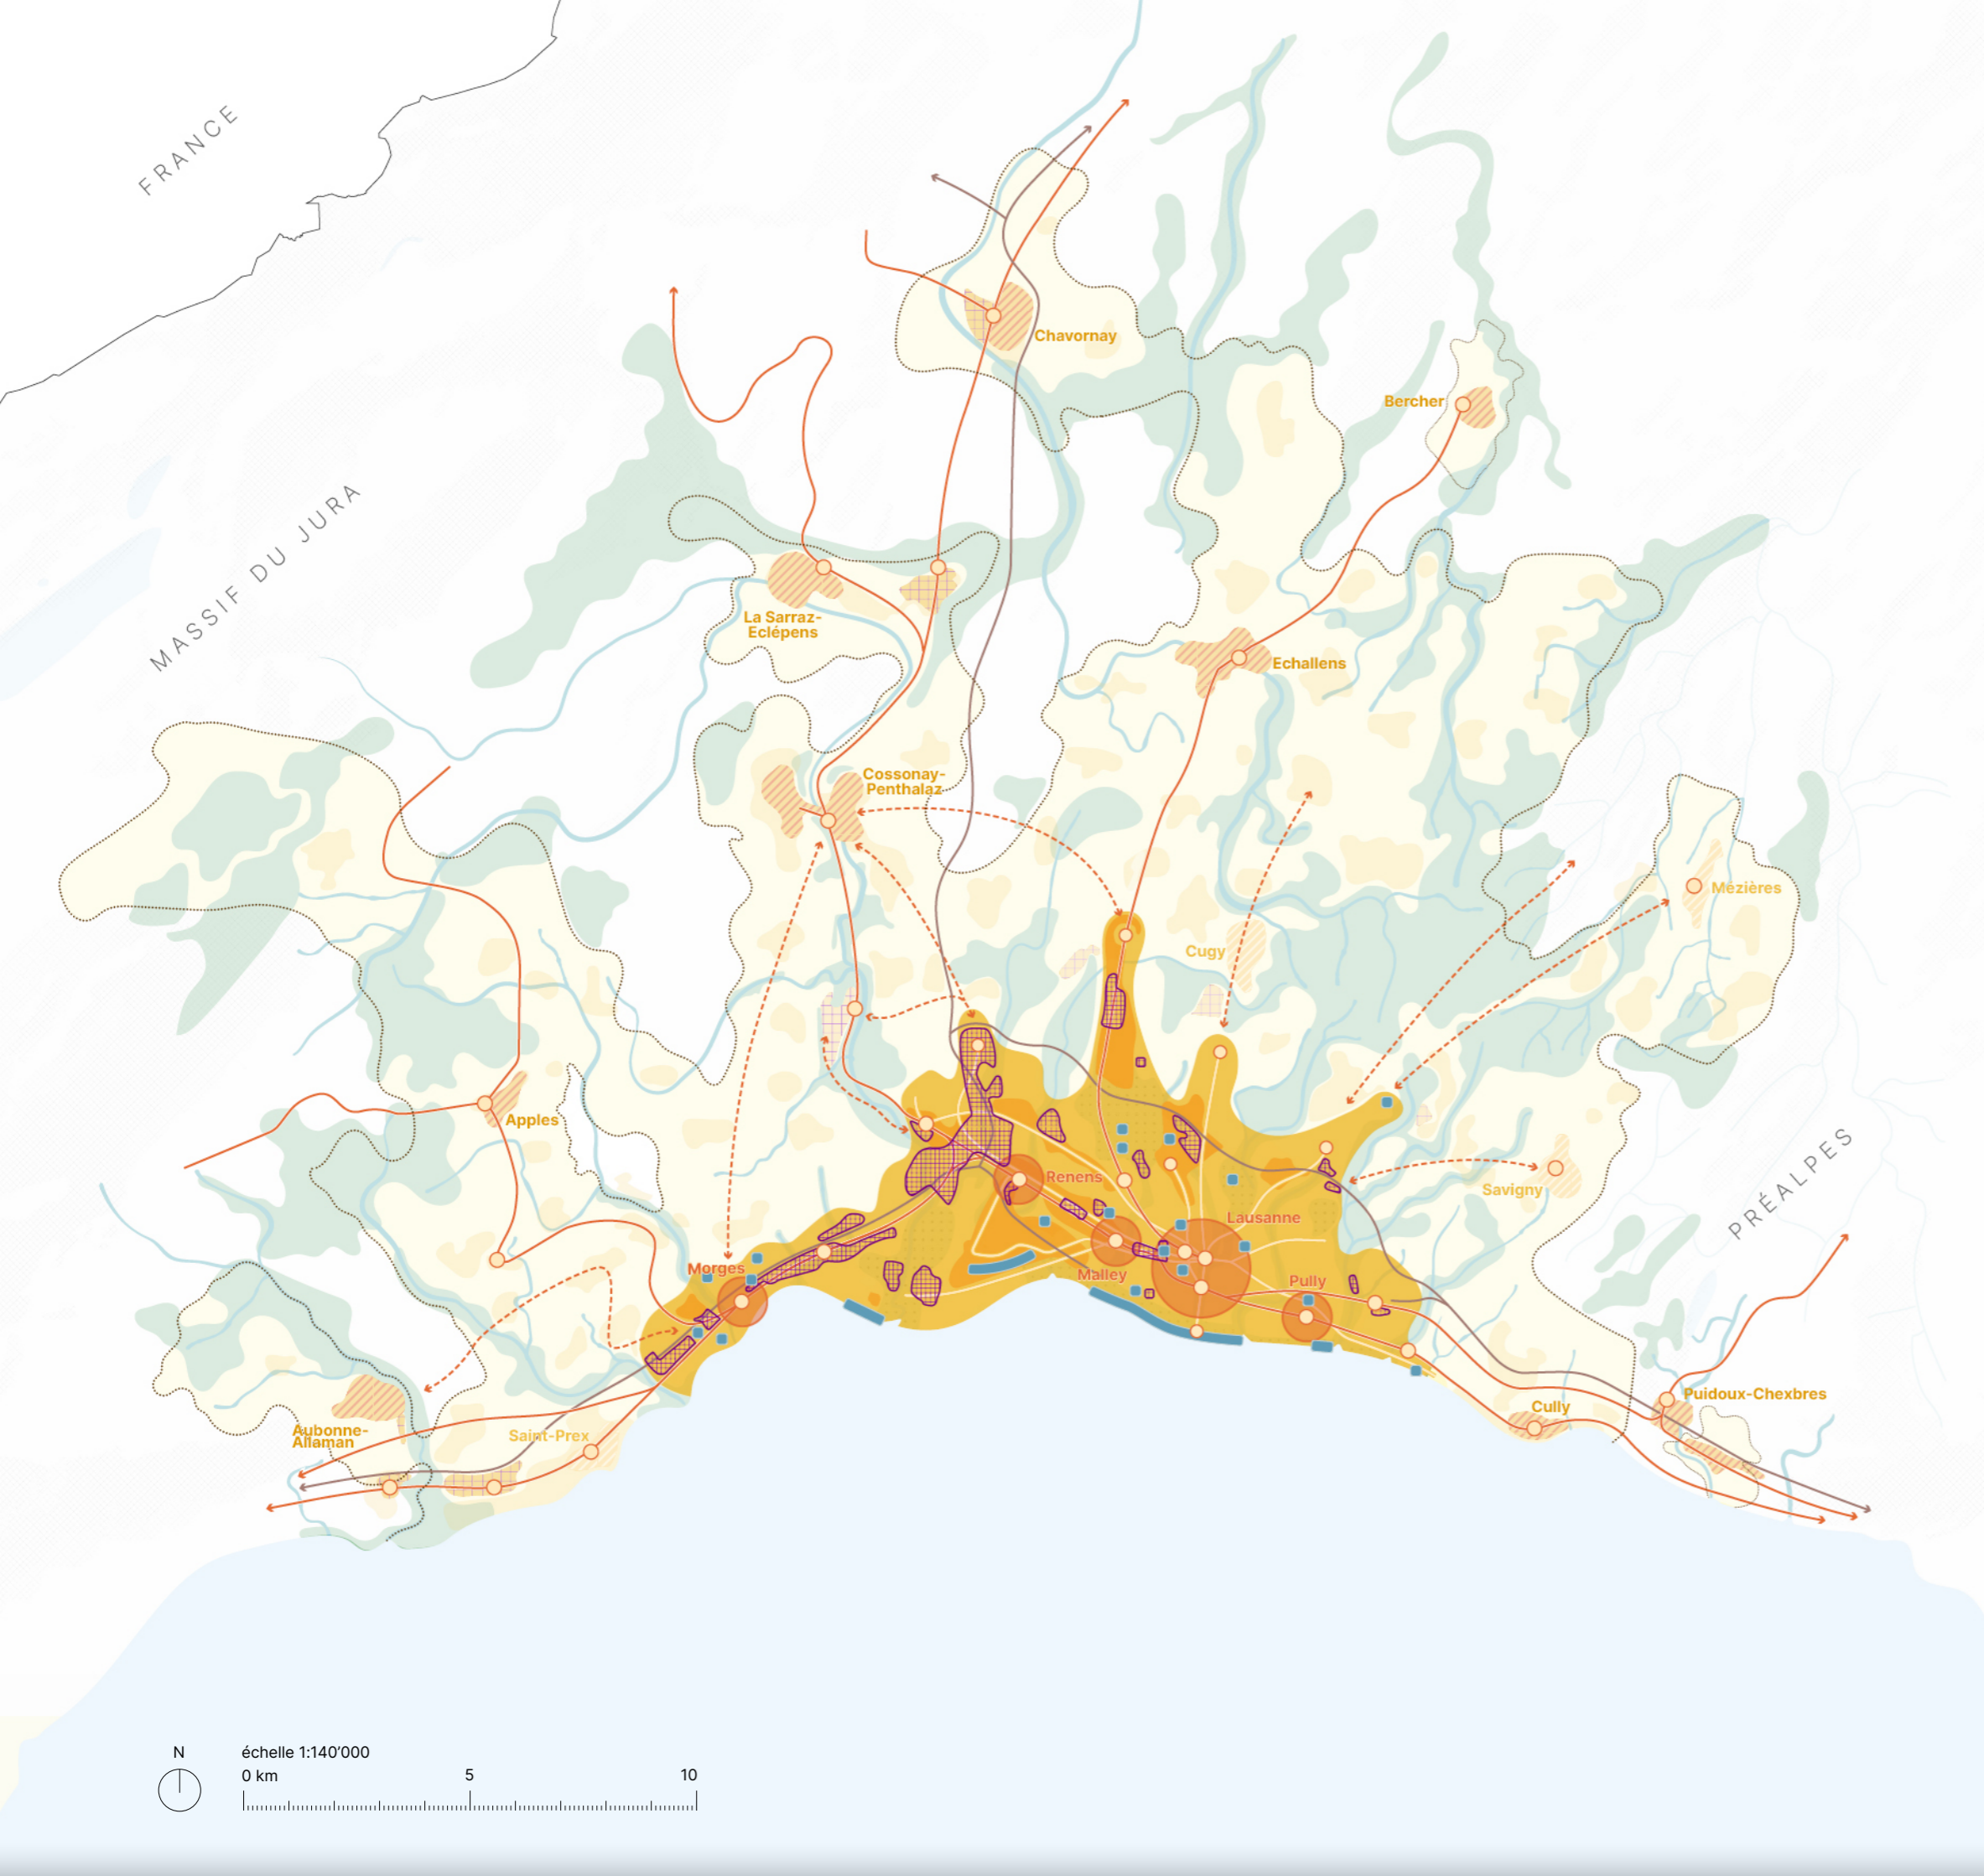 FRANCE
MASSIF DU JURA
Chavornay
Bercher
La Sarraz-
Eclépens
Echallens
Cossonay-
Penthalaz
Mézières
Cugy
Apples
Renens
Savigny
PRÉALPES
Lausanne
Morges
Malley
Pully
Puidoux-Chexbres
Cully
Aubonne-
Allaman
Saint-Prex
N
échelle 1:140’000
0 km
5
10